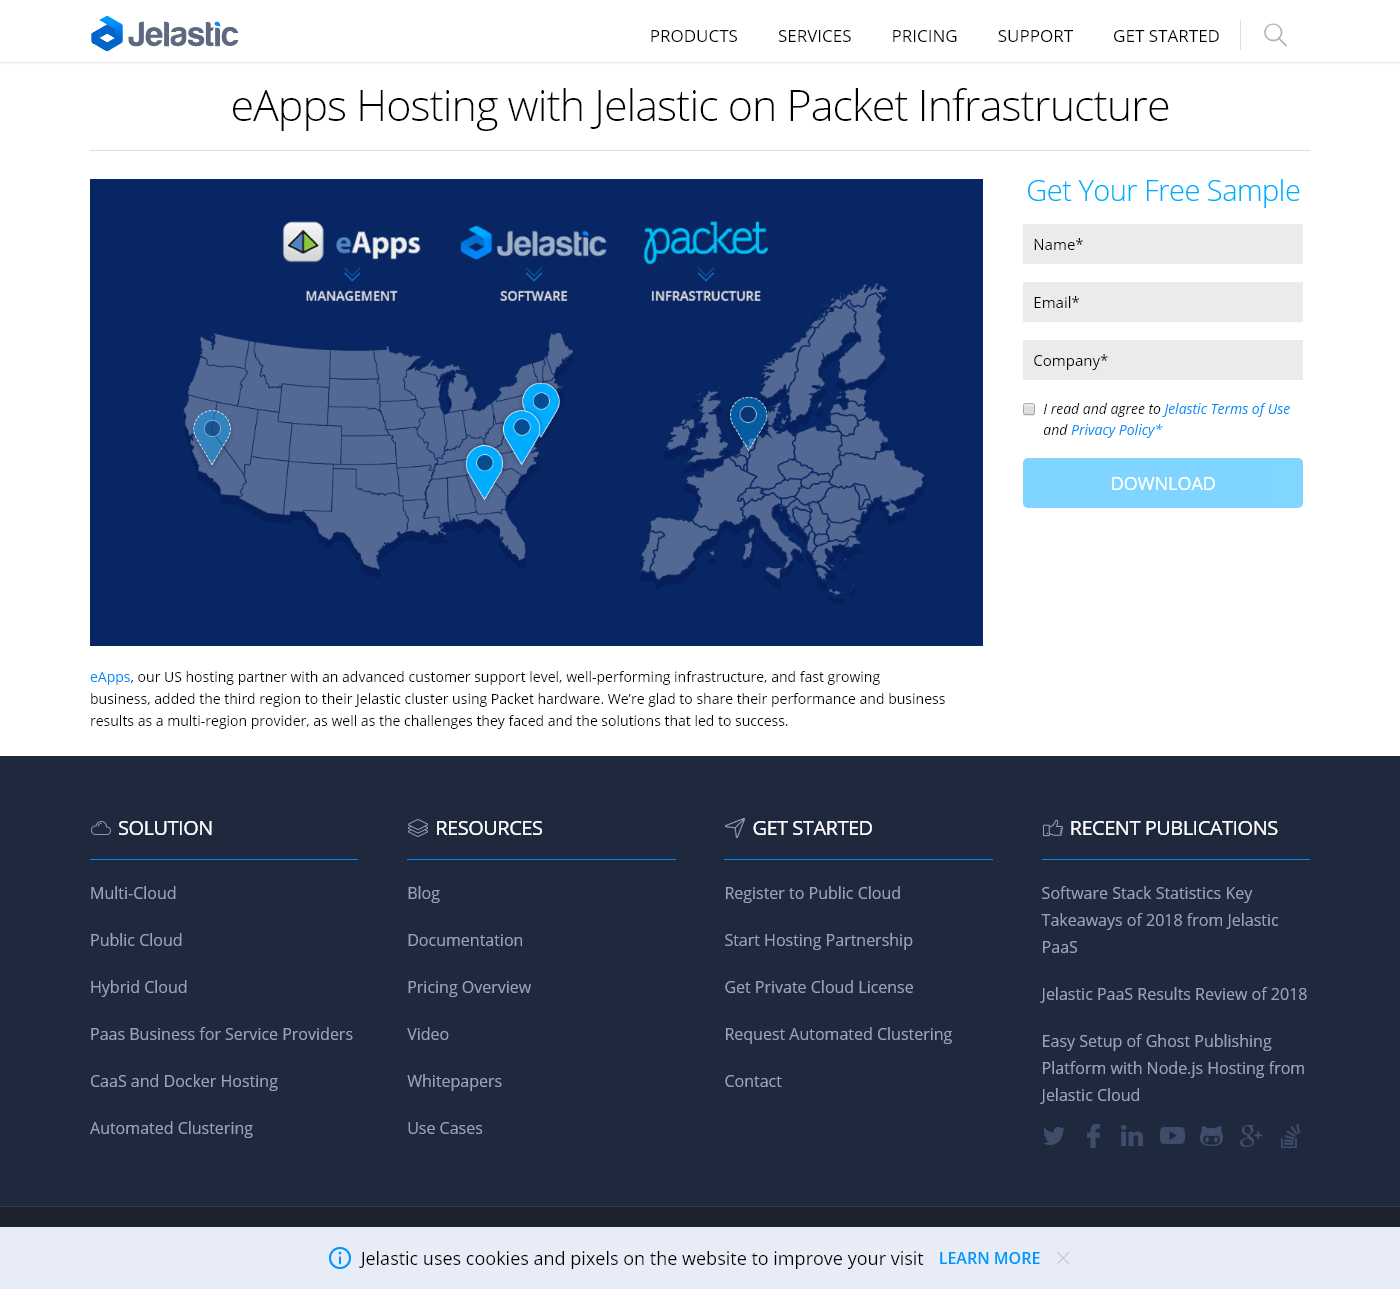 Jelastic
PRODUCTS SERVICES PRICING SUPPORT GET STARTED
eApps Hosting with Jelastic on Packet Infrastructure
eApps Jelastic packet
MANAGEMENT SOFTWARE INFRASTRUCTURE
Get Your Free Sample
Name*
Email*
Company*
I read and agree to Jelastic Terms of Use
and Privacy Policy*
DOWNLOAD
eApps, our US hosting partner with an advanced customer support level, well-performing infrastructure, and fast growing
business, added the third region to their Jelastic cluster using Packet hardware. We’re glad to share their performance and business
results as a multi-region provider, as well as the challenges they faced and the solutions that led to success.
SOLUTION
Multi-Cloud
Public Cloud
Hybrid Cloud
Paas Business for Service Providers
CaaS and Docker Hosting
Automated Clustering
RESOURCES
Blog
Documentation
Pricing Overview
Video
Whitepapers
Use Cases
GET STARTED
Register to Public Cloud
Start Hosting Partnership
Get Private Cloud License
Request Automated Clustering
Contact
RECENT PUBLICATIONS
Software Stack Statistics Key
Takeaways of 2018 from Jelastic
PaaS
Jelastic PaaS Results Review of 2018
Easy Setup of Ghost Publishing
Platform with Node.js Hosting from
Jelastic Cloud
Jelastic uses cookies and pixels on the website to improve your visit LEARN MORE